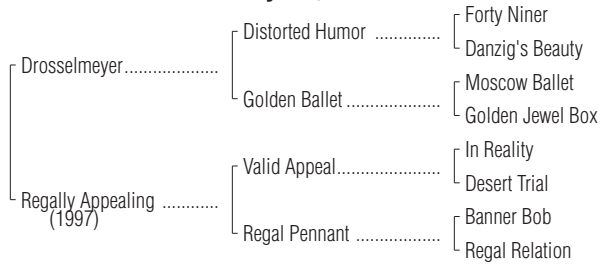 Forty Niner
Distorted Humor ..............
Danzig's Beauty
Drosselmeyer....................
Moscow Ballet
Golden Ballet ....................
Golden Jewel Box
In Reality
Valid Appeal......................
Desert Trial
Regally Appealing ............
(1997)
Banner Bob
Regal Pennant ..................
Regal Relation